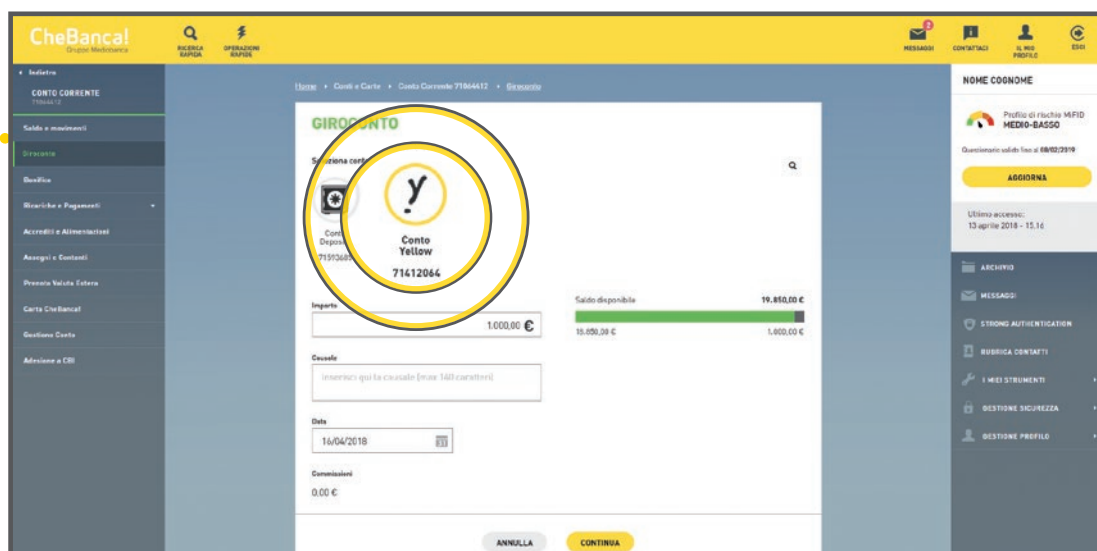 CheBanca!
Gruppo Mediobanca
RICERCA RAPIDA
OPERAZIONI RAPIDE
2
MESSAGGI
CONTATTACI
IL MIO PROFILO
ESCI
Indietro
CONTO CORRENTE
71064412
Saldo e movimenti
Giroconto
Bonifico
Ricariche e Pagamenti
Accrediti e Alimentazioni
Assegni e Contanti
Prenota Valuta Estera
Carta CheBanca!
Gestione Conto
Adesione a CBI
Home • Conti e Carte • Conto Corrente 71064412 • Giroconto
GIROCONTO
Seleziona conto
Conto
Deposito
y
Conto
Yellow
71412064
Importo
1.000,00 €
Saldo disponibile 19.850,00 €
18.850,00 € 1.000,00 €
Causale
Inserisci qui la causale (max 140 caratteri)
Data
16/04/2018
31
Commissioni
0,00 €
ANNULLA
CONTINUA
NOME COGNOME
Profilo di rischio MiFID
MEDIO-BASSO
Questionario valido fino al 08/02/2019
AGGIORNA
Ultimo accesso:
13 aprile 2018 - 15.16
ARCHIVIO
MESSAGGI
STRONG AUTHENTICATION
RUBRICA CONTATTI
I MIEI STRUMENTI
GESTIONE SICUREZZA
GESTIONE PROFILO